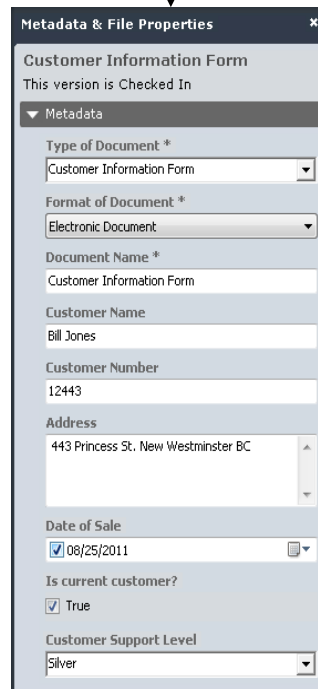 Metadata & File Properties
Customer Information Form
This version is Checked In
Metadata
Type of Document *
Customer Information Form
Format of Document *
Electronic Document
Document Name *
Customer Information Form
Customer Name
Bill Jones
Customer Number
12443
Address
443 Princess St. New Westminster BC
Date of Sale
08/25/2011
Is current customer?
True
Customer Support Level
Silver